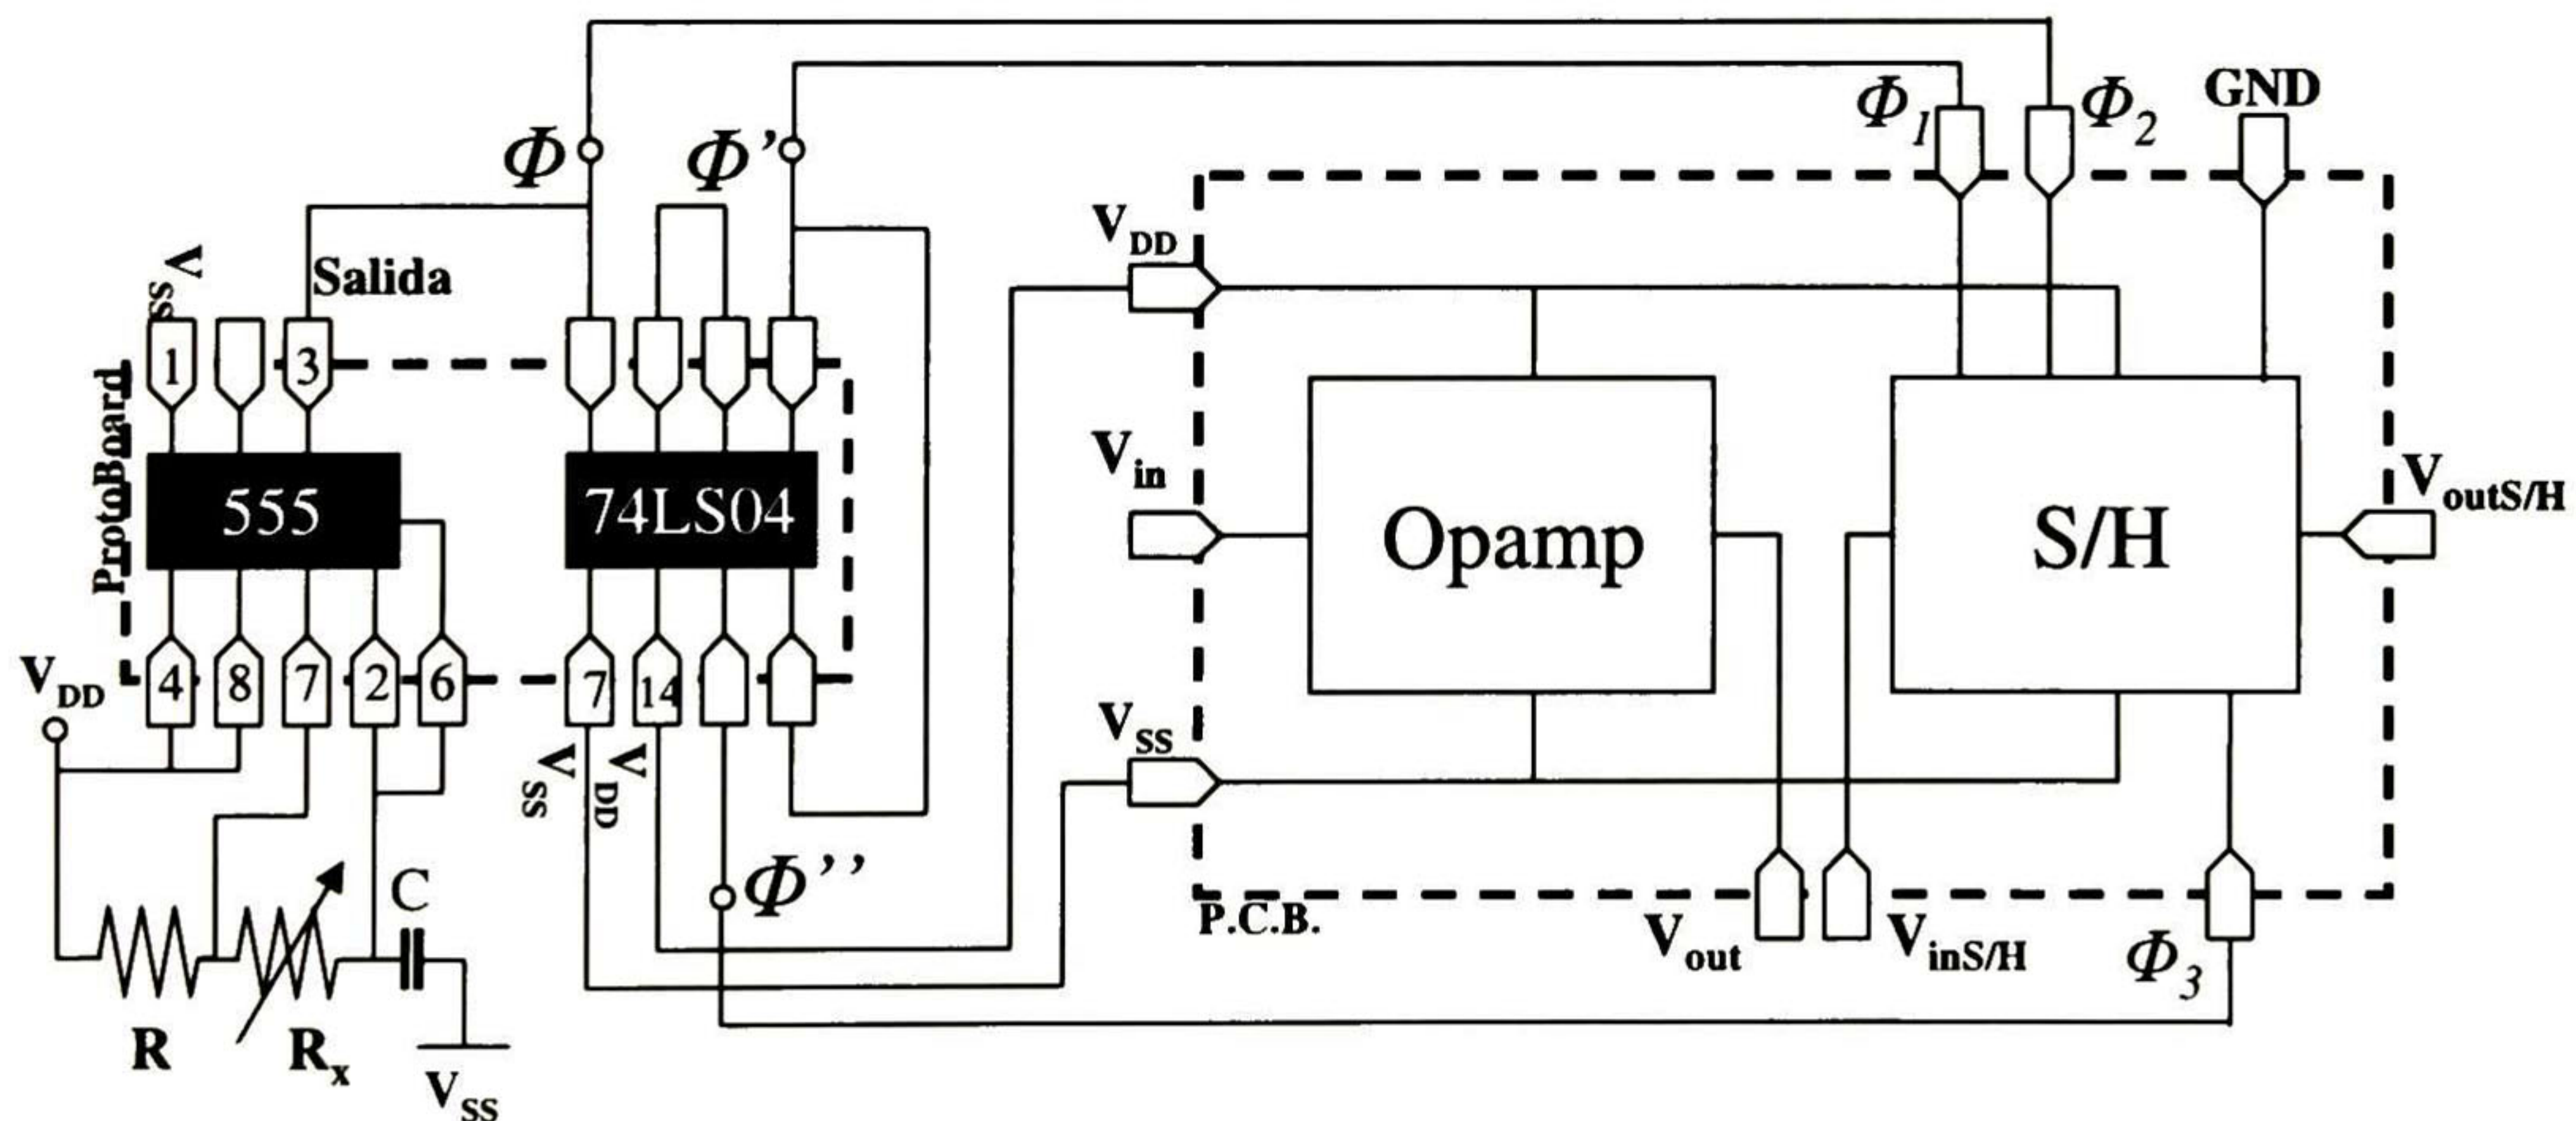 Φ
Φ'
Φ1
Φ2
GND
VSS
Salida
VDD
1
3
ProtoBoard
555
74LS04
Vin
Opamp
S/H
VoutS/H
VDD
4
8
7
2
6
7
14
VSS
VDD
VSS
Φ''
C
P.C.B.
Vout
VinS/H
Φ3
R
Rx
VSS